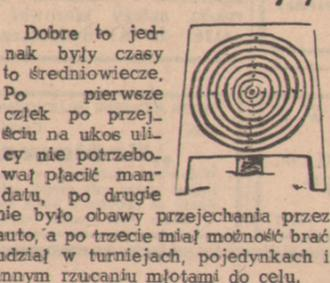 Dobre to jed-
nak były czasy
to średniowiecze.
Po pierwsze
człek po przej-
ściu na ukos uli-
cy nie potrzebo-
wał płacić man-
datu, po drugie
nie było obawy przejechania przez
auto, a po trzecie miał możność brać
udział w turniejach, pojedynkach i
innym rzucaniu młotami do celu.